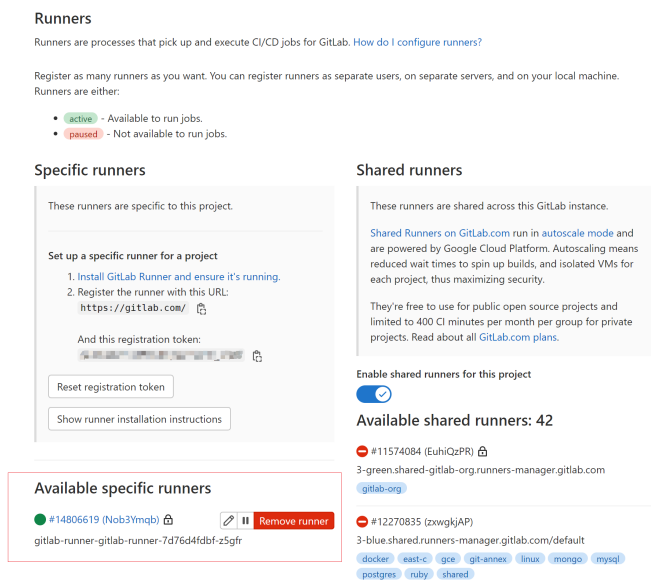 Runners
Runners are processes that pick up and execute CI/CD jobs for GitLab. How do I configure runners?
Register as many runners as you want. You can register runners as separate users, on separate servers, and on your local machine.
Runners are either:
• active - Available to run jobs.
• paused - Not available to run jobs.
Specific runners
These runners are specific to this project.
Set up a specific runner for a project
1. Install GitLab Runner and ensure it's running.
2. Register the runner with this URL:
https://gitlab.com/
And this registration token:
Reset registration token
Show runner installation instructions
Available specific runners
#14806619 (Nob3Ymqb)
Remove runner
gitlab-runner-gitlab-runner-7d76d4fdbf-z5gfr
Shared runners
These runners are shared across this GitLab instance.
Shared Runners on GitLab.com run in autoscale mode and
are powered by Google Cloud Platform. Autoscaling means
reduced wait times to spin up builds, and isolated VMs for
each project, thus maximizing security.
They're free to use for public open source projects and
limited to 400 CI minutes per month per group for private
projects. Read about all GitLab.com plans.
Enable shared runners for this project
Available shared runners: 42
#11574084 (EuhiQzPR)
3-green.shared-gitlab-org.runners-manager.gitlab.com
gitlab-org
#12270835 (zxwgkjAP)
3-blue.shared.runners-manager.gitlab.com/default
docker east-c gce git-annex linux mongo mysql
postgres ruby shared